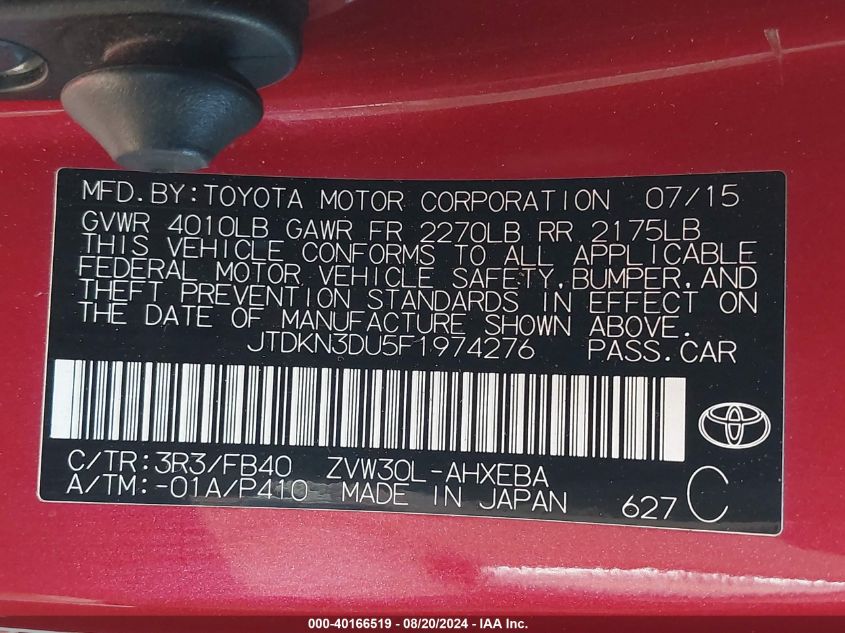 MFD.BY:TOYOTA MOTOR CORPORATION 07/15
GVWR 4010LB GAWR FR 2270LB RR 2175LB
THIS VEHICLE CONFORMS TO ALL APPLICABLE
FEDERAL MOTOR VEHICLE SAFETY,BUMPER,AND
THEFT PREVENTION STANDARDS IN EFFECT ON
THE DATE OF MANUFACTURE SHOWN ABOVE.
JTDKN3DU5F1974276 PASS.CAR
C/TR:3R3/FB40 ZVW30L-AHXEBA
A/TM:-01A/P410 MADE IN JAPAN 627 C
000-40166519 - 08/20/2024 - IAA Inc.